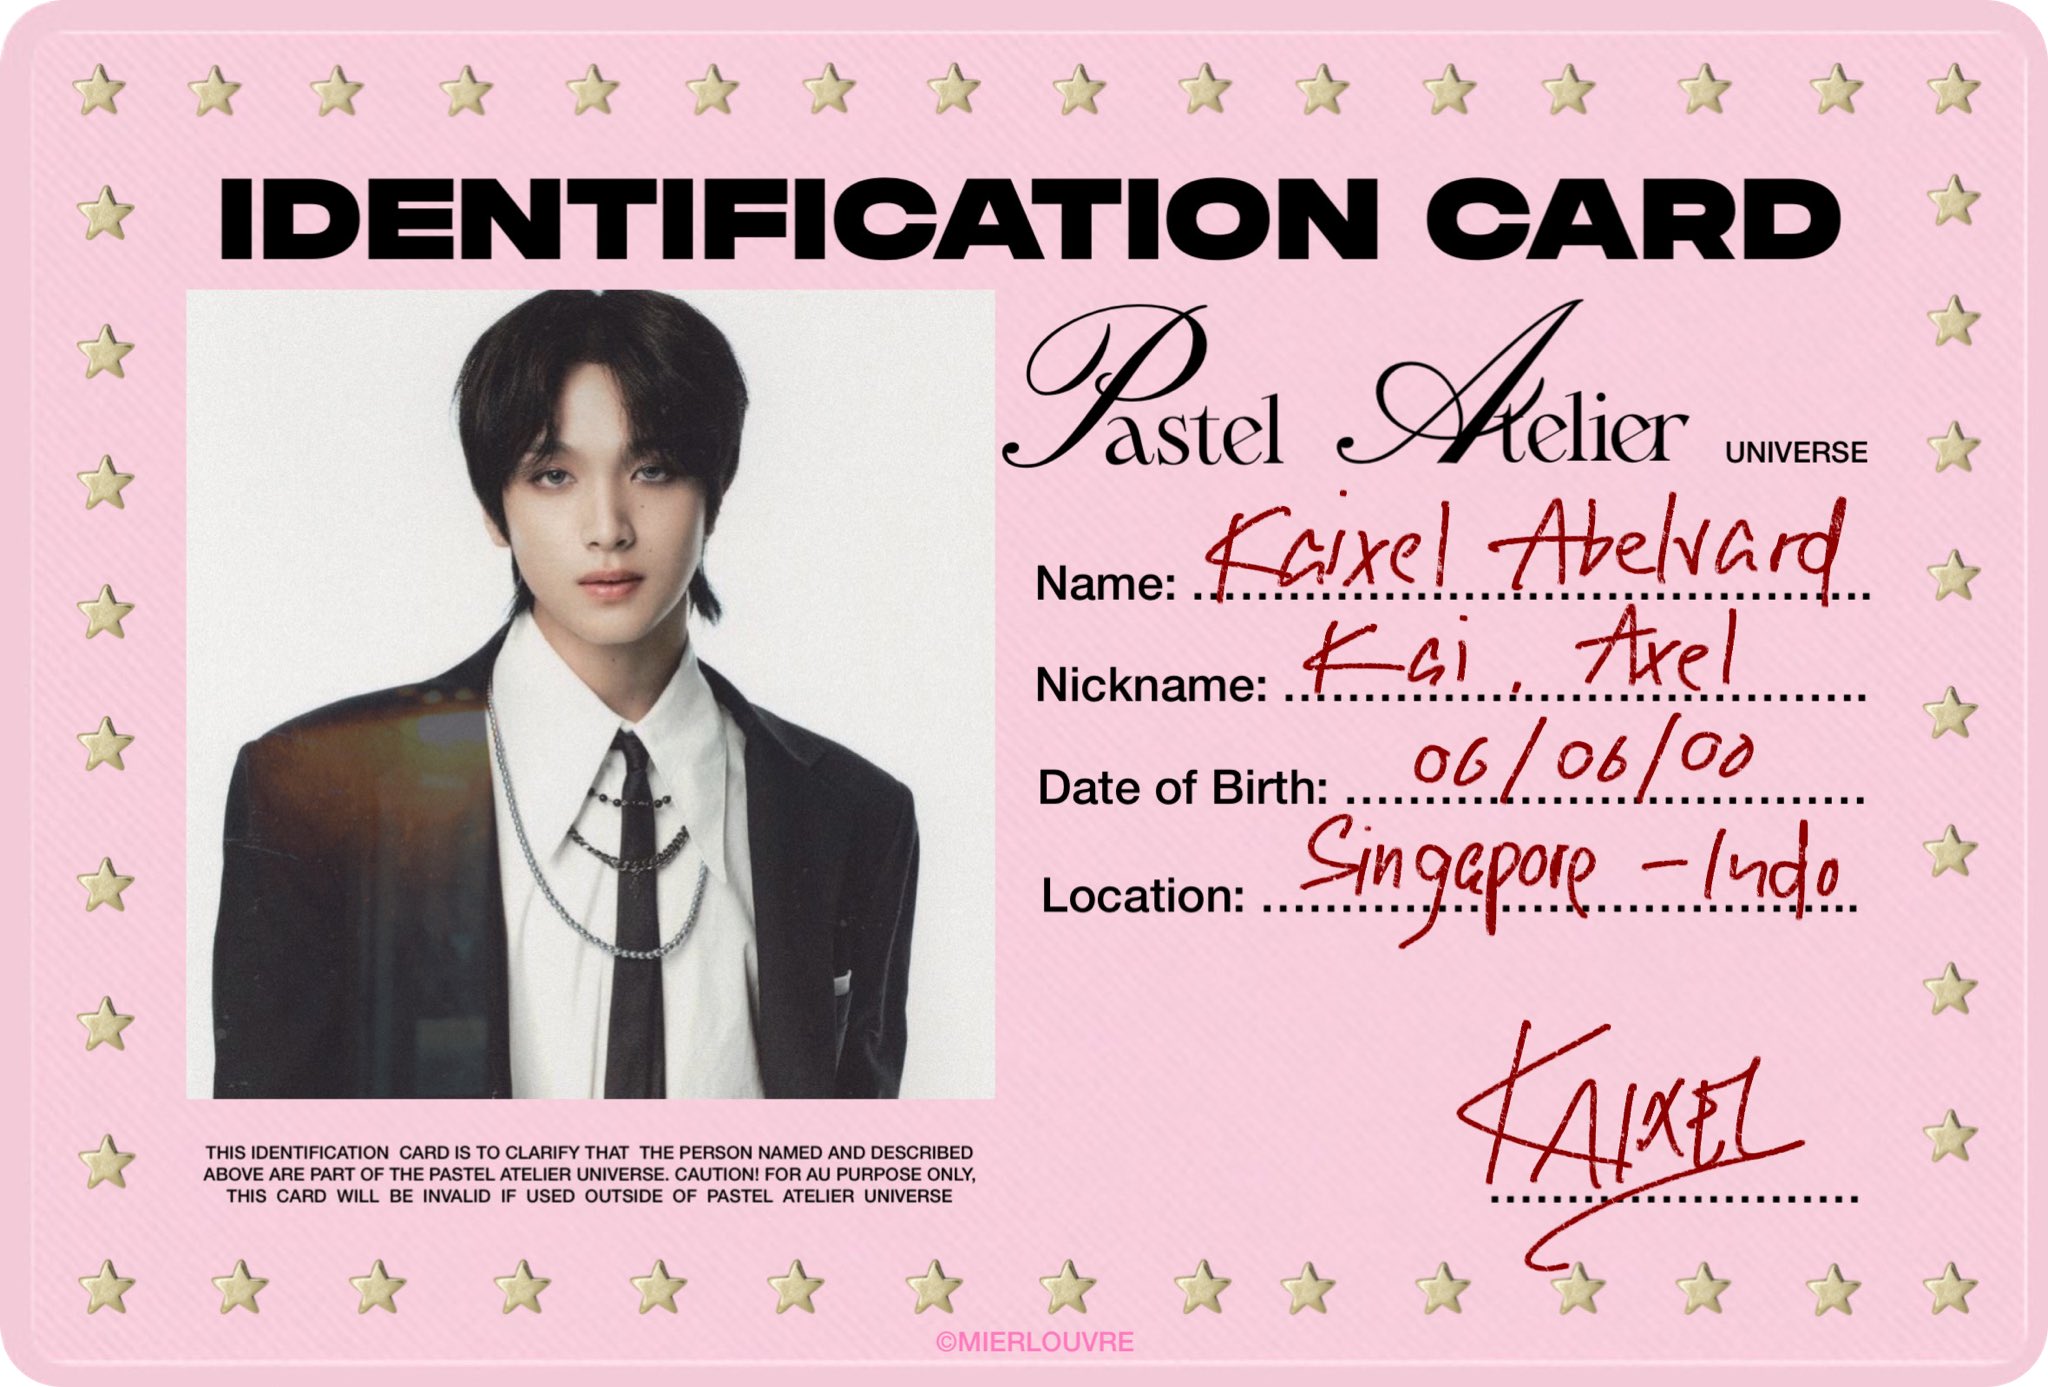 IDENTIFICATION CARD
Pastel Atelier UNIVERSE
Name: Kaixel Abelvard
Nickname: Kai, Axel
Date of Birth: 06/06/00
Location: Singapore - Indo
KAIXEL
THIS IDENTIFICATION CARD IS TO CLARIFY THAT THE PERSON NAMED AND DESCRIBED
ABOVE ARE PART OF THE PASTEL ATELIER UNIVERSE. CAUTION! FOR AU PURPOSE ONLY,
THIS CARD WILL BE INVALID IF USED OUTSIDE OF PASTEL ATELIER UNIVERSE
©MIERLOUVRE